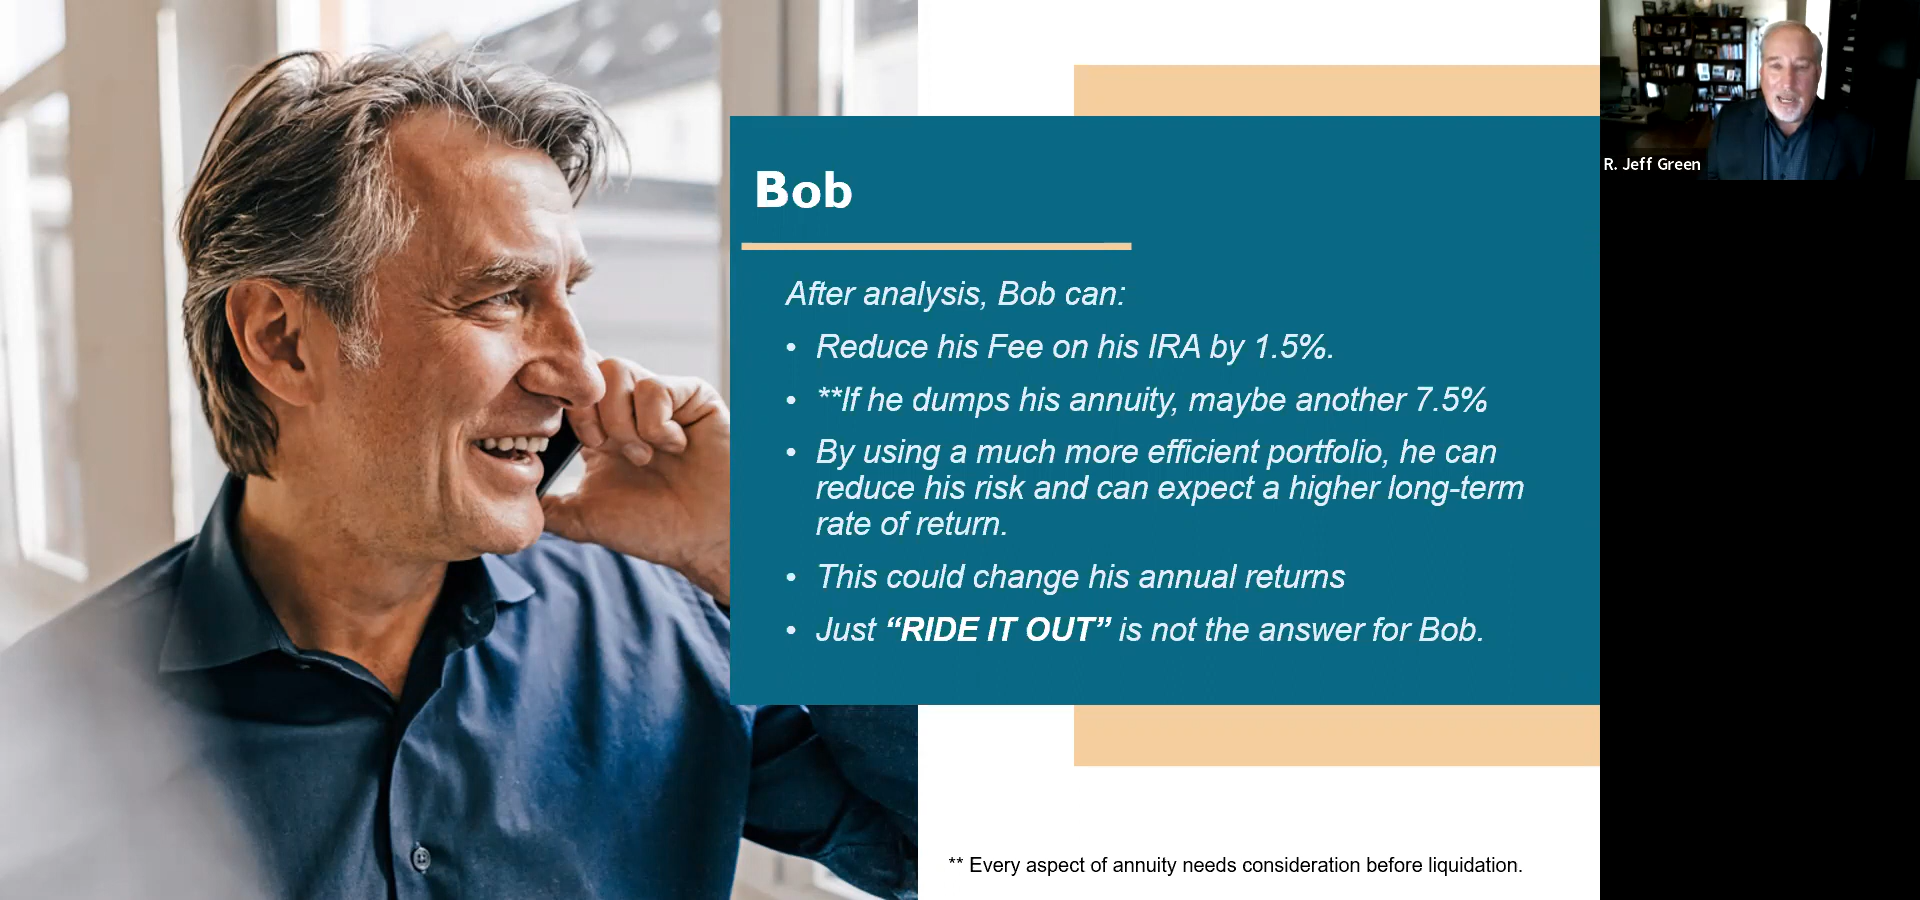 Bob
After analysis, Bob can:
• Reduce his Fee on his IRA by 1.5%.
• **If he dumps his annuity, maybe another 7.5%
• By using a much more efficient portfolio, he can
reduce his risk and can expect a higher long-term
rate of return.
• This could change his annual returns
• Just “RIDE IT OUT” is not the answer for Bob.
** Every aspect of annuity needs consideration before liquidation.
R. Jeff Green